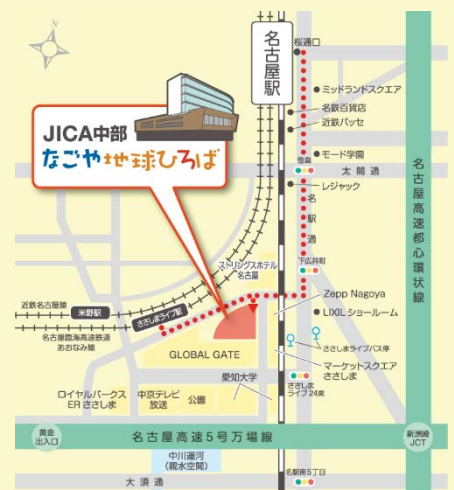 N
名古屋駅
桜通口
ミッドランドスクエア
名鉄百貨店
近鉄パッセ
モード学園
笹島
太閤通
レジャック
名駅通
名古屋高速都心環状線
JICA中部
なごや地球ひろば
下広井町
ストリングスホテル
名古屋
Zepp Nagoya
LIXIL ショールーム
近鉄名古屋線
米野駅
ささしまライブ駅
名古屋臨海高速鉄道
あおなみ線
ささしまライブバス停
GLOBAL GATE
マーケットスクエア
ささしま
愛知大学
ささしま
ライブ24東
ロイヤルパークス
ER ささしま
中京テレビ
放送
公園
黄金
出入口
名古屋高速5号万場線
新洲崎
JCT
中川運河
(親水空間)
名駅南5丁目
大須通